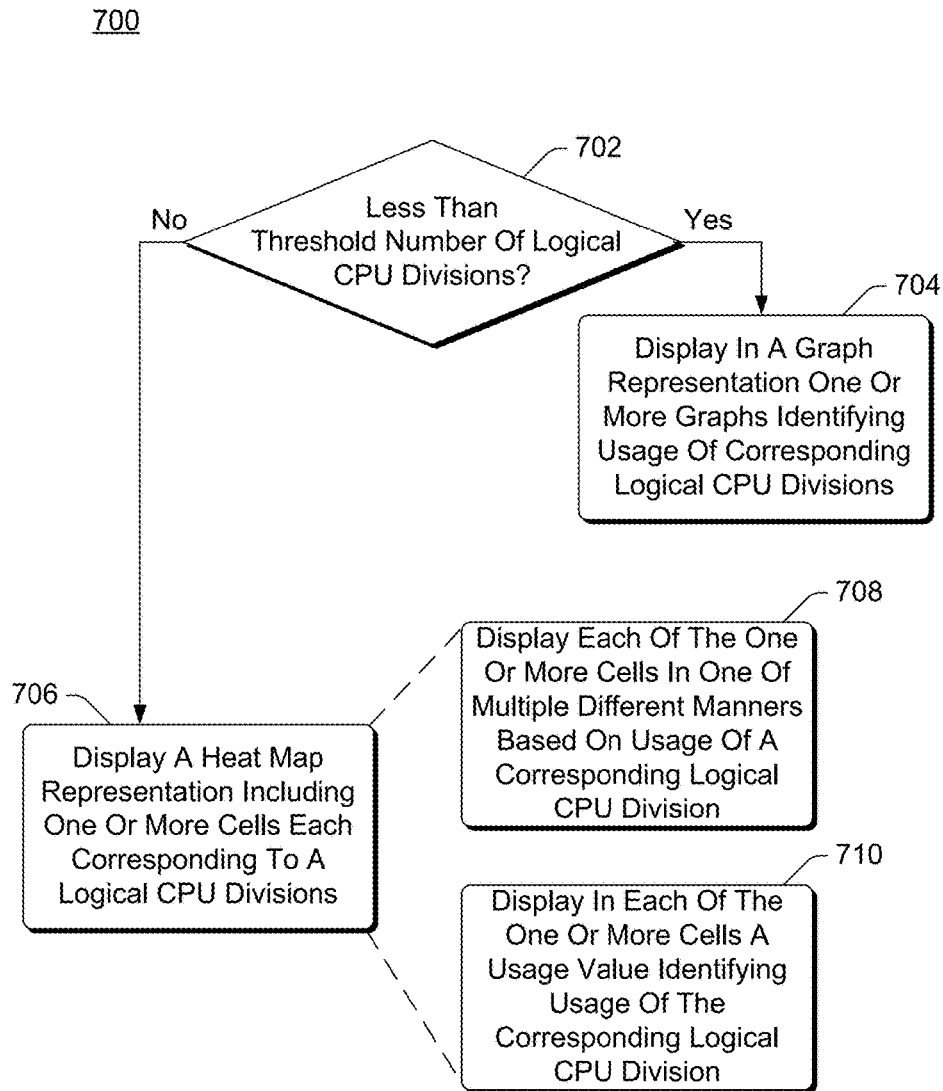 700
702
Less Than
Threshold Number Of Logical
CPU Divisions?
No
Yes
704
Display In A Graph
Representation One Or
More Graphs Identifying
Usage Of Corresponding
Logical CPU Divisions
706
Display A Heat Map
Representation Including
One Or More Cells Each
Corresponding To A
Logical CPU Divisions
708
Display Each Of The One
Or More Cells In One Of
Multiple Different Manners
Based On Usage Of A
Corresponding Logical
CPU Division
710
Display In Each Of The
One Or More Cells A
Usage Value Identifying
Usage Of The
Corresponding Logical
CPU Division